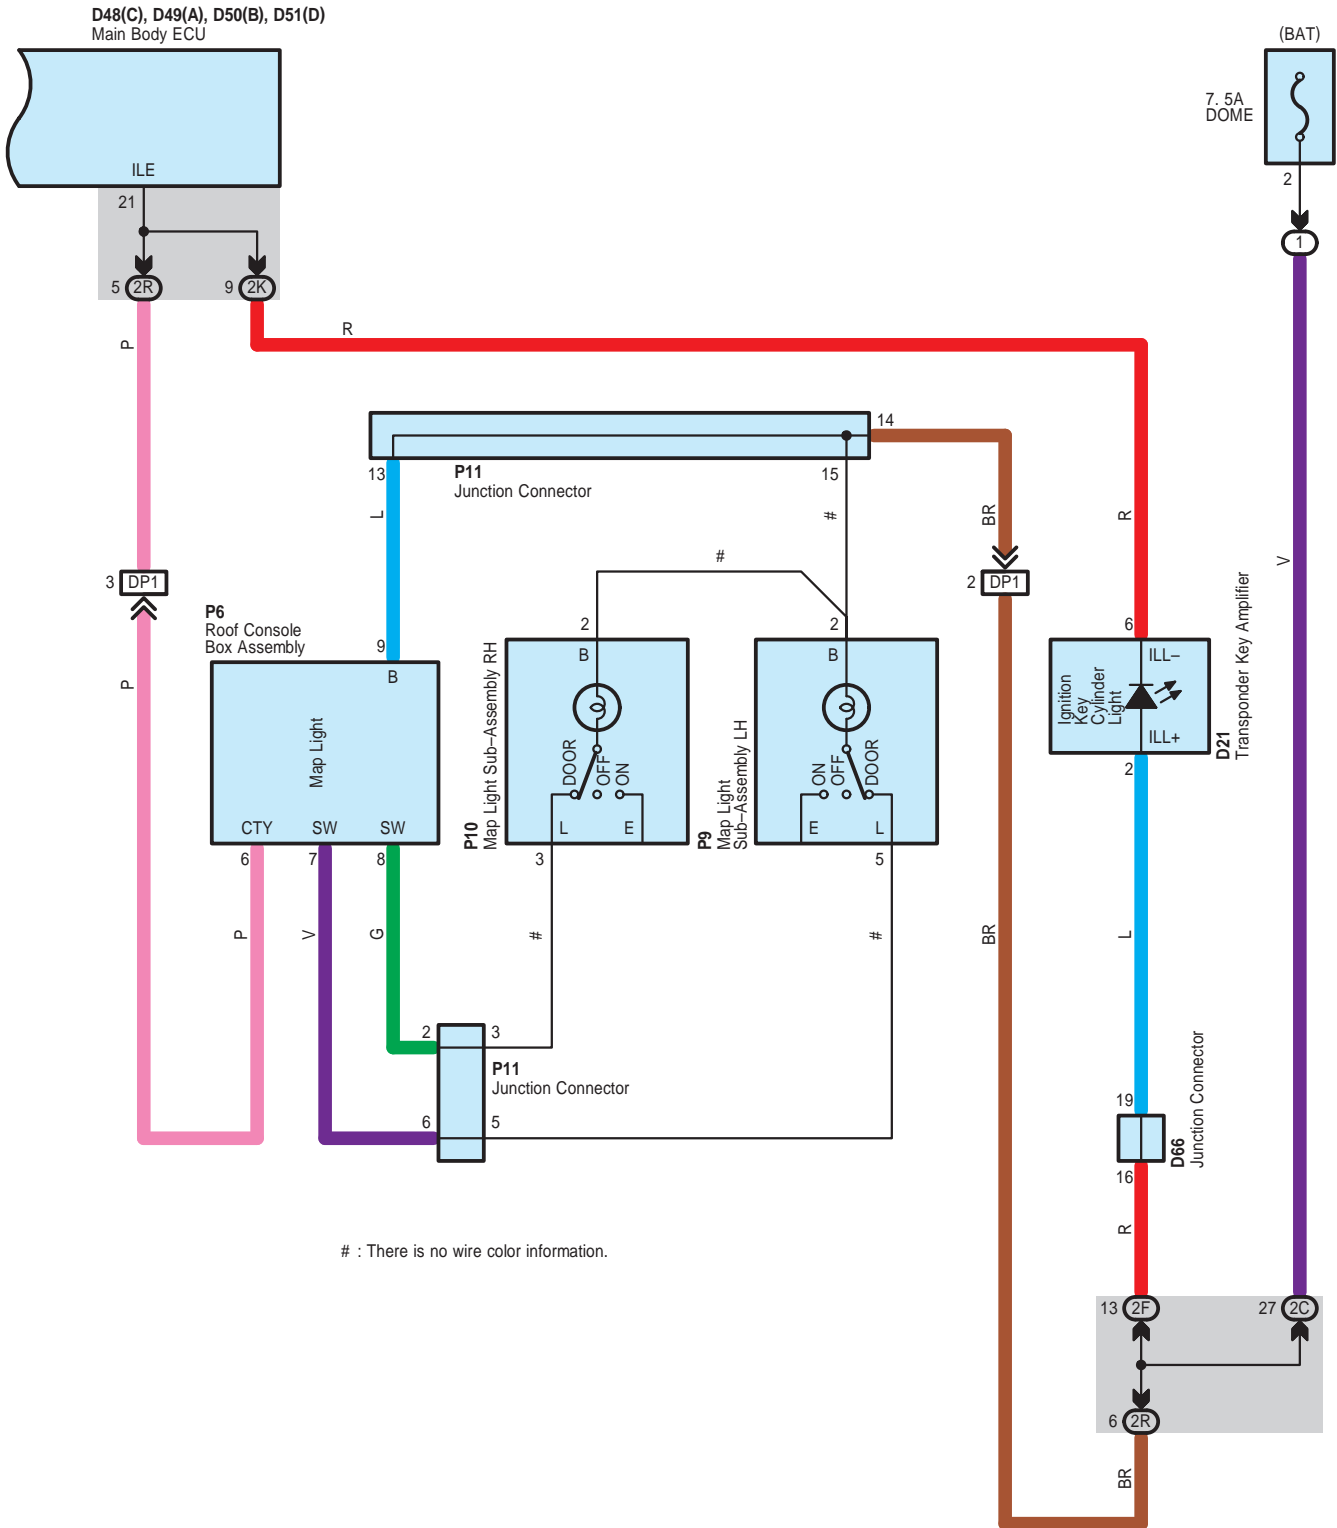 D48(C), D49(A), D50(B), D51(D)
Main Body ECU
(BAT)
7. 5A
DOME
ILE
21
2
1
5
2R
9
2K
R
P
14
13
P11
Junction Connector
15
L
#
BR
R
#
V
3
DP1
2
DP1
P6
Roof Console
Box Assembly
9
B
P
Map Light
CTY
SW
SW
6
7
8
2
B
DOOR
OFF
ON
L
E
P10
Map Light Sub–Assembly RH
3
2
B
ON
OFF
DOOR
E
L
P9
Map Light
Sub–Assembly LH
5
6
ILL–
Ignition
Key
Cylinder
Light
ILL+
D21
Transponder Key Amplifier
2
P
V
G
#
#
BR
L
2
3
P11
Junction Connector
6
5
19
D66
Junction Connector
16
R
# : There is no wire color information.
13
2F
27
2C
6
2R
BR